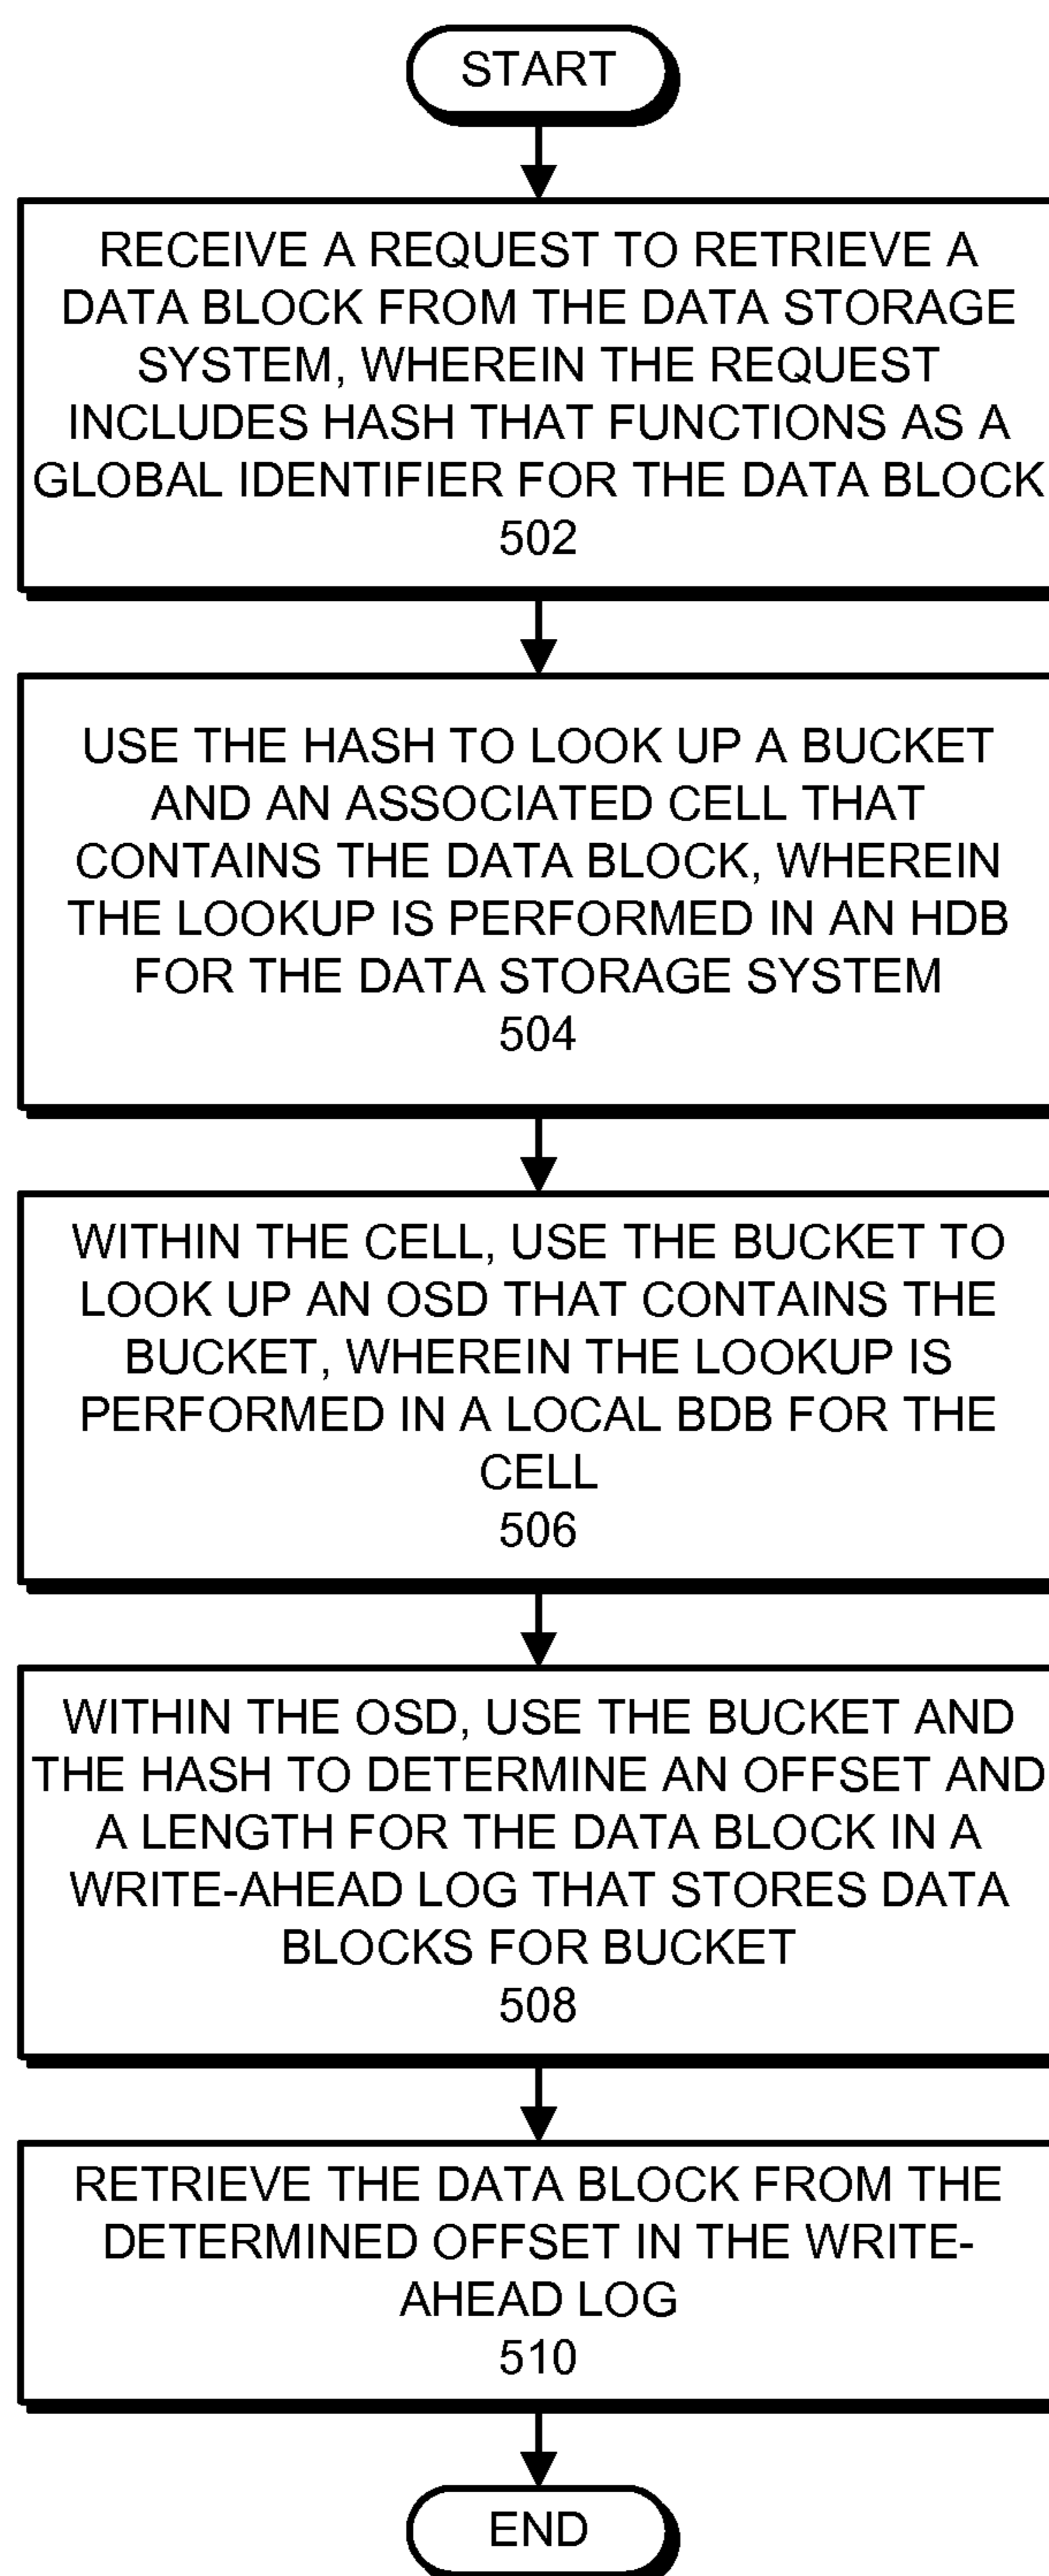 START
RECEIVE A REQUEST TO RETRIEVE A
DATA BLOCK FROM THE DATA STORAGE
SYSTEM, WHEREIN THE REQUEST
INCLUDES HASH THAT FUNCTIONS AS A
GLOBAL IDENTIFIER FOR THE DATA BLOCK
502
USE THE HASH TO LOOK UP A BUCKET
AND AN ASSOCIATED CELL THAT
CONTAINS THE DATA BLOCK, WHEREIN
THE LOOKUP IS PERFORMED IN AN HDB
FOR THE DATA STORAGE SYSTEM
504
WITHIN THE CELL, USE THE BUCKET TO
LOOK UP AN OSD THAT CONTAINS THE
BUCKET, WHEREIN THE LOOKUP IS
PERFORMED IN A LOCAL BDB FOR THE
CELL
506
WITHIN THE OSD, USE THE BUCKET AND
THE HASH TO DETERMINE AN OFFSET AND
A LENGTH FOR THE DATA BLOCK IN A
WRITE-AHEAD LOG THAT STORES DATA
BLOCKS FOR BUCKET
508
RETRIEVE THE DATA BLOCK FROM THE
DETERMINED OFFSET IN THE WRITE-
AHEAD LOG
510
END